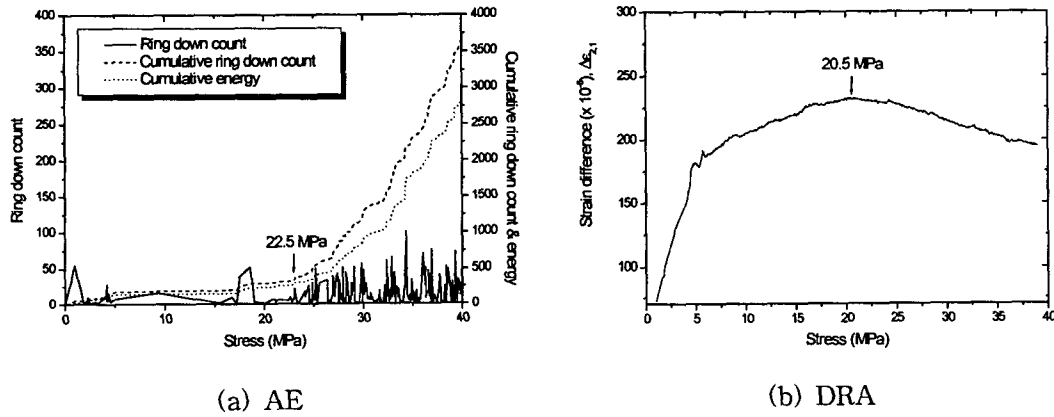 400
350
300
250
200
150
100
50
0
Ring down count
Ring down count
Cumulative ring down count
Cumulative energy
22.5 MPa
4000
3500
3000
2500
2000
1500
1000
500
0
Cumulative ring down count & energy
0 10 20 30 40
Stress (MPa)
(a) AE
300
250
200
150
100
Strain difference (x 10⁻⁶), Δε₂,₁
20.5 MPa
0 5 10 15 20 25 30 35 40
Stress (MPa)
(b) DRA